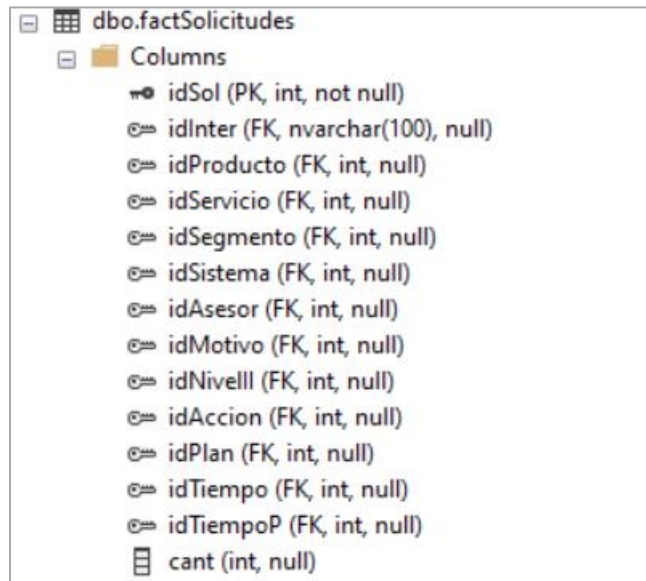 dbo.factSolicitudes
Columns
idSol (PK, int, not null)
idInter (FK, nvarchar(100), null)
idProducto (FK, int, null)
idServicio (FK, int, null)
idSegmento (FK, int, null)
idSistema (FK, int, null)
idAsesor (FK, int, null)
idMotivo (FK, int, null)
idNivelII (FK, int, null)
idAccion (FK, int, null)
idPlan (FK, int, null)
idTiempo (FK, int, null)
idTiempoP (FK, int, null)
cant (int, null)